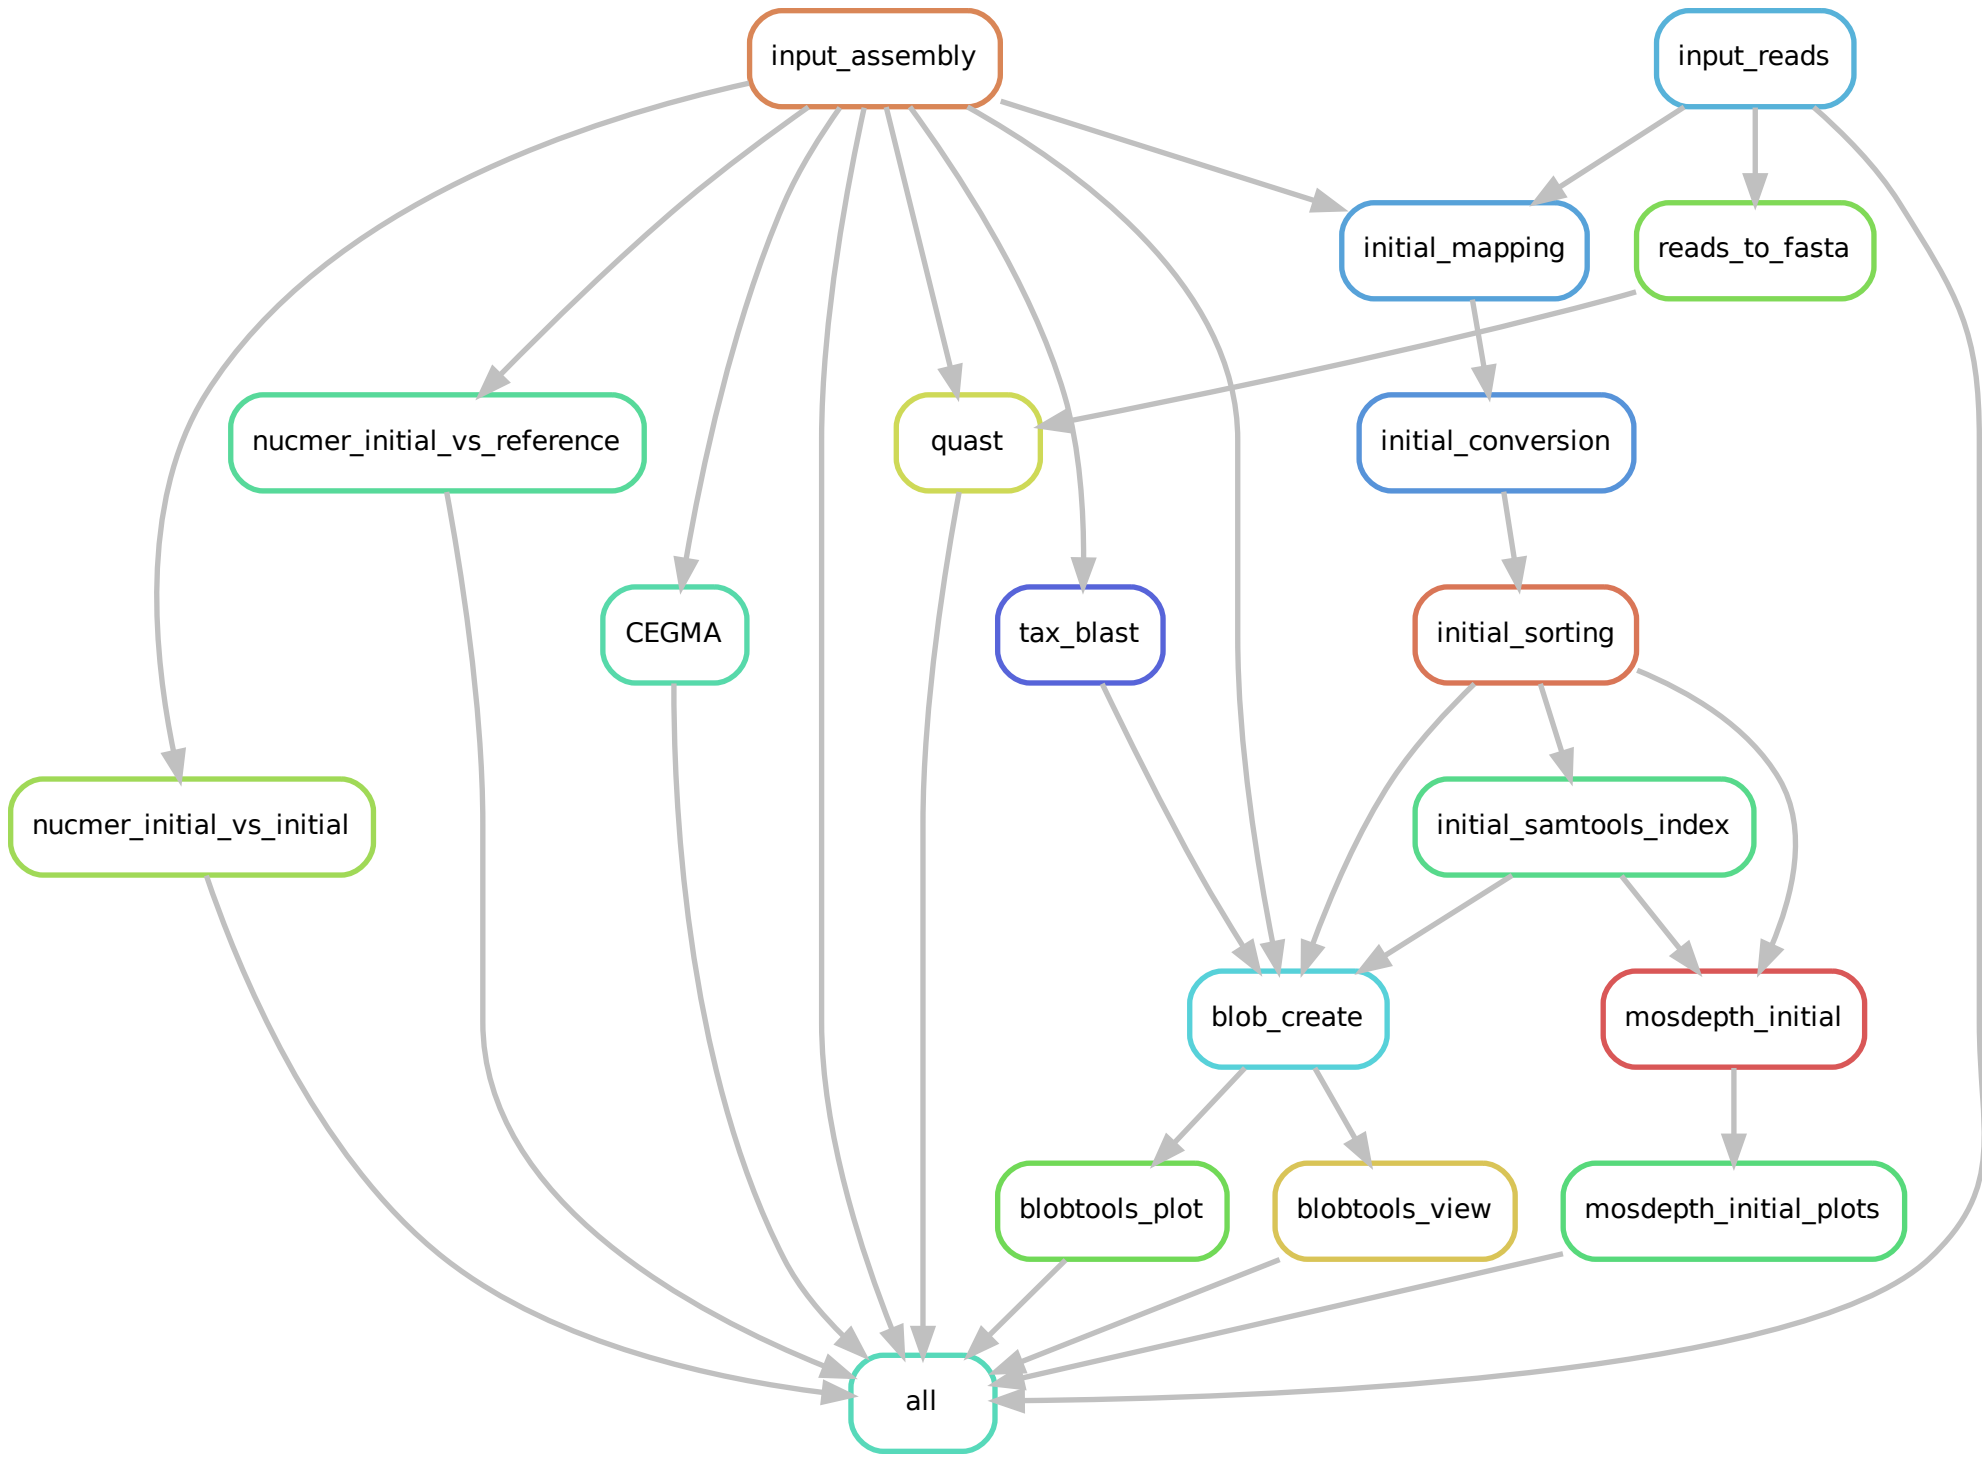 input_assembly
input_reads
initial_mapping
reads_to_fasta
nucmer_initial_vs_reference
quast
initial_conversion
CEGMA
tax_blast
initial_sorting
nucmer_initial_vs_initial
initial_samtools_index
blob_create
mosdepth_initial
blobtools_plot
blobtools_view
mosdepth_initial_plots
all